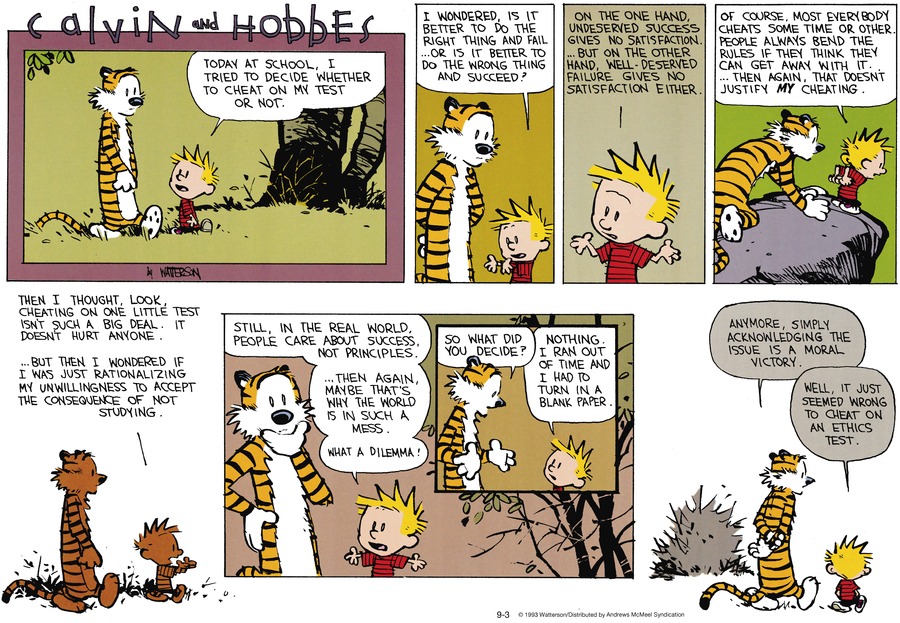 Calvin and Hobbes
TODAY AT SCHOOL, I
TRIED TO DECIDE WHETHER
TO CHEAT ON MY TEST
OR NOT.
by WATTERSON
I WONDERED, IS IT
BETTER TO DO THE
RIGHT THING AND FAIL
...OR IS IT BETTER TO
DO THE WRONG THING
AND SUCCEED?
ON THE ONE HAND,
UNDESERVED SUCCESS
GIVES NO SATISFACTION.
...BUT ON THE OTHER
HAND, WELL-DESERVED
FAILURE GIVES NO
SATISFACTION EITHER.
OF COURSE, MOST EVERYBODY
CHEATS SOME TIME OR OTHER.
PEOPLE ALWAYS BEND THE
RULES IF THEY THINK THEY
CAN GET AWAY WITH IT.
...THEN AGAIN, THAT DOESN'T
JUSTIFY MY CHEATING.
THEN I THOUGHT, LOOK,
CHEATING ON ONE LITTLE TEST
ISN'T SUCH A BIG DEAL. IT
DOESN'T HURT ANYONE.
...BUT THEN I WONDERED IF
I WAS JUST RATIONALIZING
MY UNWILLINGNESS TO ACCEPT
THE CONSEQUENCE OF NOT
STUDYING.
STILL, IN THE REAL WORLD,
PEOPLE CARE ABOUT SUCCESS,
NOT PRINCIPLES.
...THEN AGAIN,
MAYBE THAT'S
WHY THE WORLD
IS IN SUCH A
MESS.
WHAT A DILEMMA!
SO WHAT DID
YOU DECIDE?
NOTHING.
I RAN OUT
OF TIME AND
I HAD TO
TURN IN A
BLANK PAPER.
ANYMORE, SIMPLY
ACKNOWLEDGING THE
ISSUE IS A MORAL
VICTORY.
WELL, IT JUST
SEEMED WRONG
TO CHEAT ON
AN ETHICS
TEST.
9-3 © 1993 Watterson/Distributed by Andrews McMeel Syndication